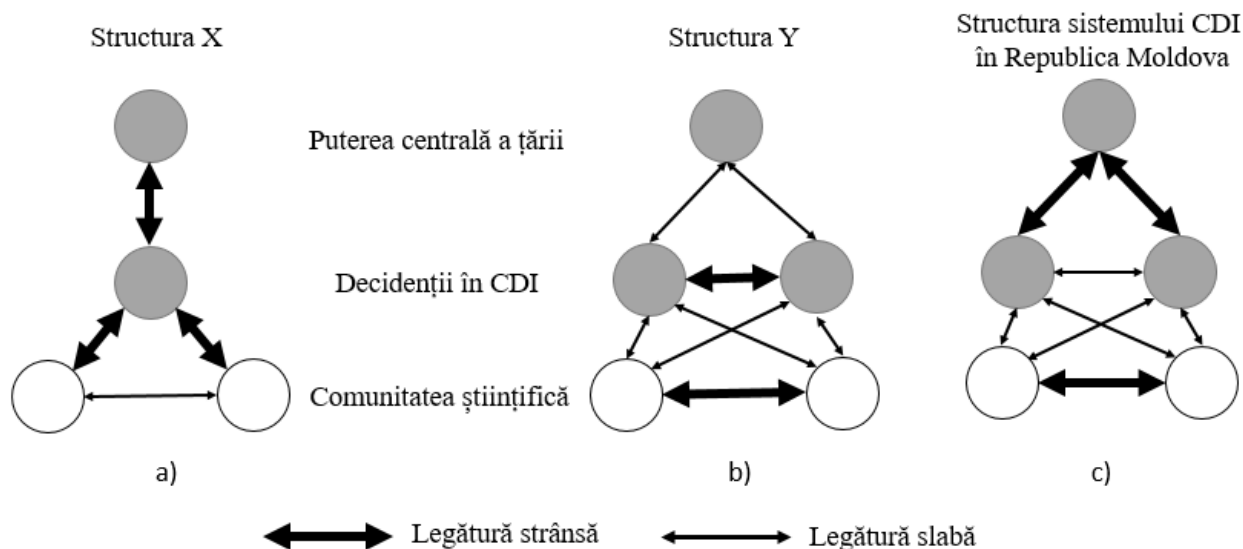 Structura X
Structura Y
Structura sistemului CDI
în Republica Moldova
Puterea centrală a țării
Decidenții în CDI
Comunitatea științifică
a)
b)
c)
Legătură strânsă
Legătură slabă